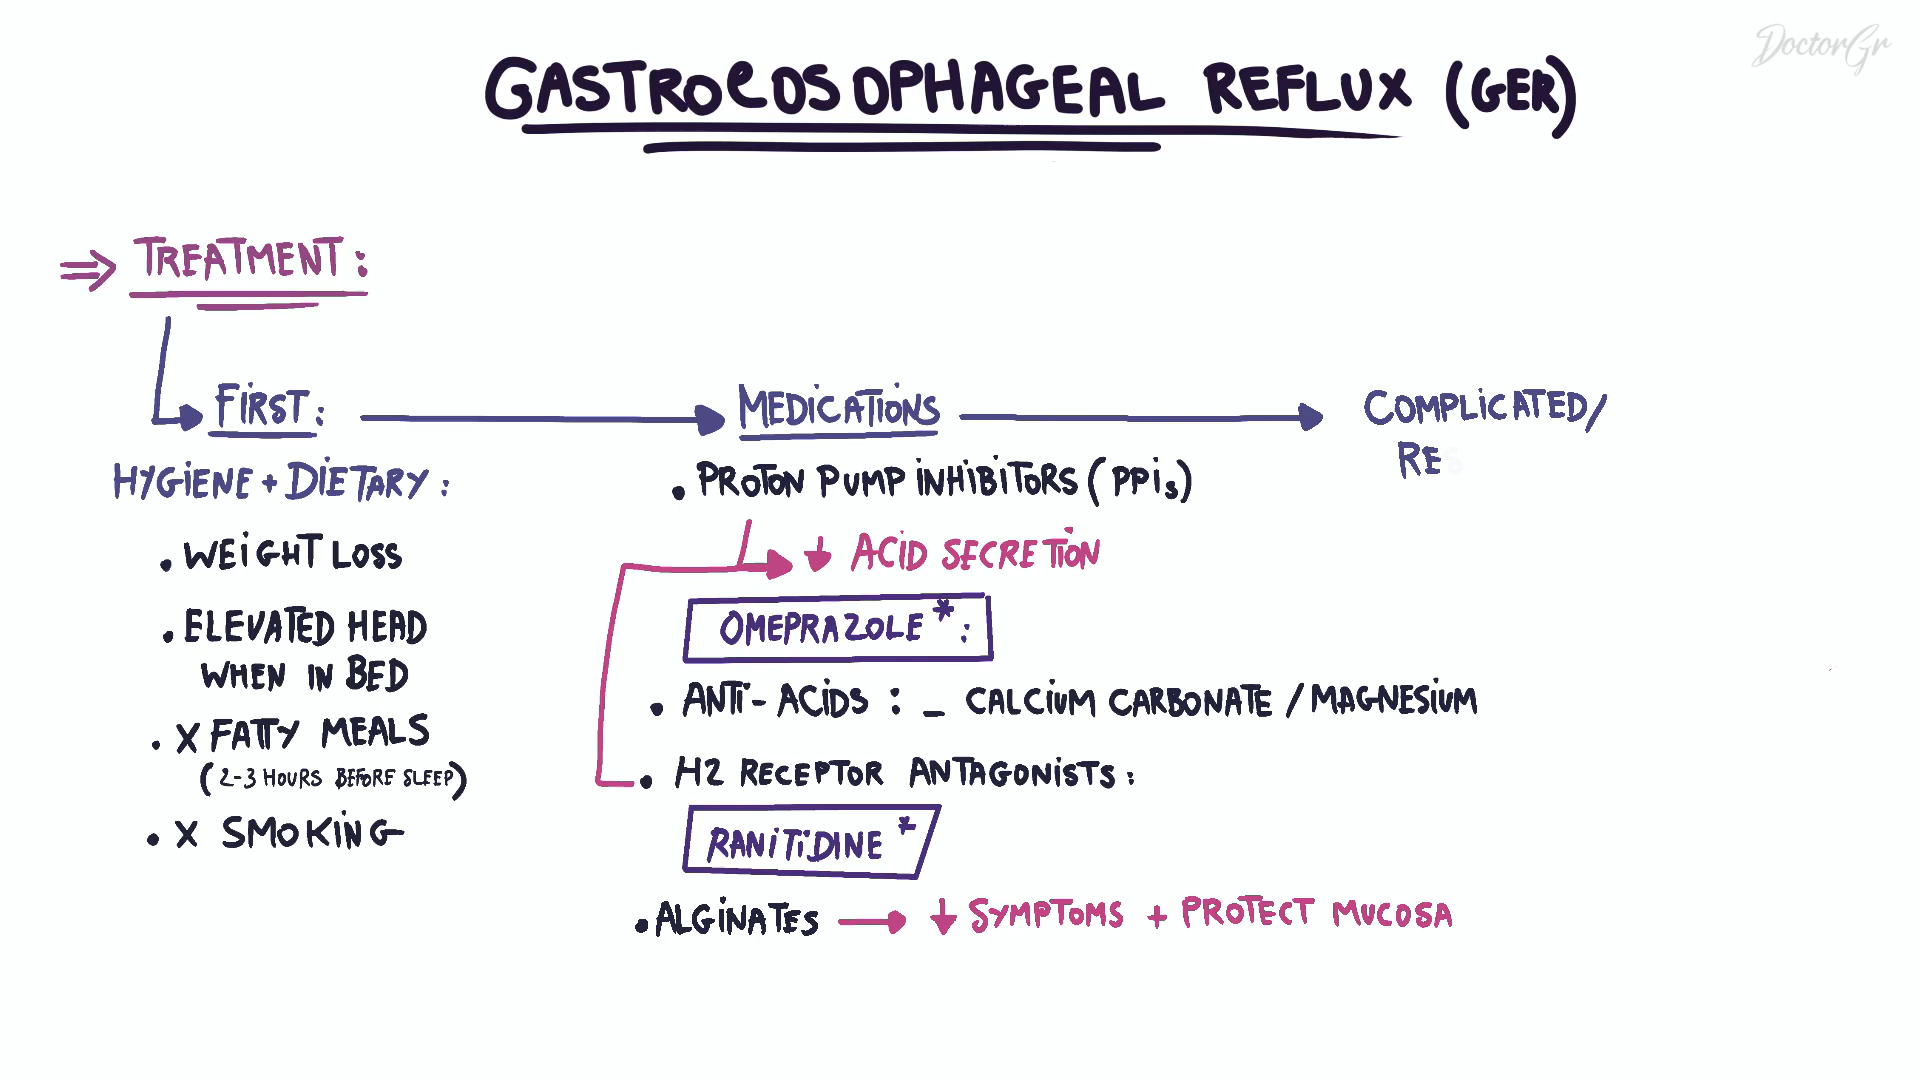 DoctorGr
GASTROEOSOPHAGEAL REFLUX (GER)
⇒ TREATMENT:
FIRST:
HYGIENE + DIETARY:
• WEIGHT LOSS
• ELEVATED HEAD
WHEN IN BED
• X FATTY MEALS
(2-3 HOURS BEFORE SLEEP)
• X SMOKING
MEDICATIONS
• PROTON PUMP INHIBITORS (PPIs)
↓ ACID SECRETION
OMEPRAZOLE*:
• ANTI-ACIDS : - CALCIUM CARBONATE / MAGNESIUM
• H2 RECEPTOR ANTAGONISTS:
RANITIDINE*
• ALGINATES → ↓ SYMPTOMS + PROTECT MUCOSA
COMPLICATED/
RES